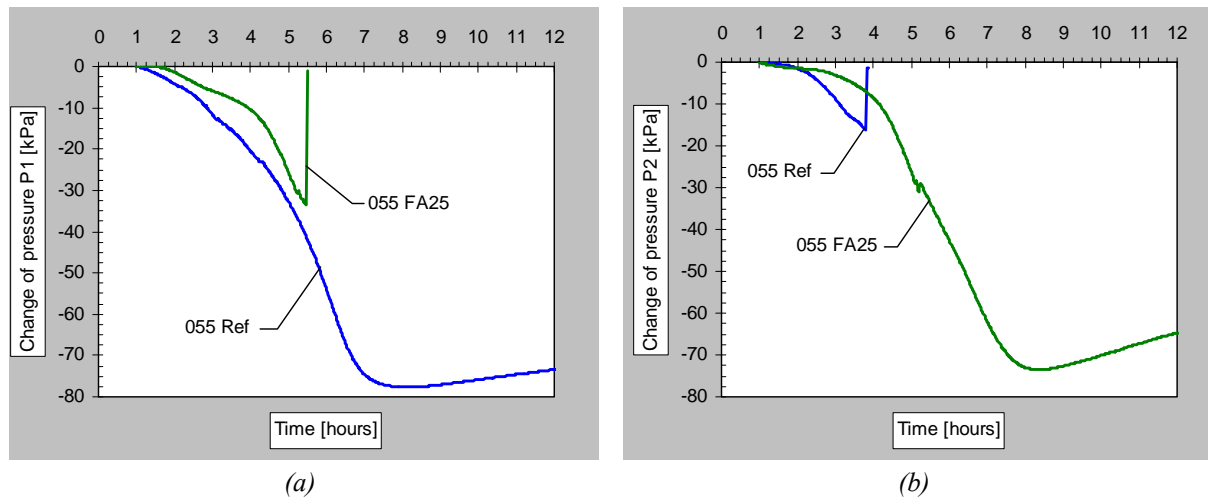 0 1 2 3 4 5 6 7 8 9 10 11 12
0
-10
-20
-30
-40
-50
-60
-70
-80
Change of pressure P1 [kPa]
055 FA25
055 Ref
Time [hours]
(a)
0 1 2 3 4 5 6 7 8 9 10 11 12
0
-10
-20
-30
-40
-50
-60
-70
-80
Change of pressure P2 [kPa]
055 Ref
055 FA25
Time [hours]
(b)